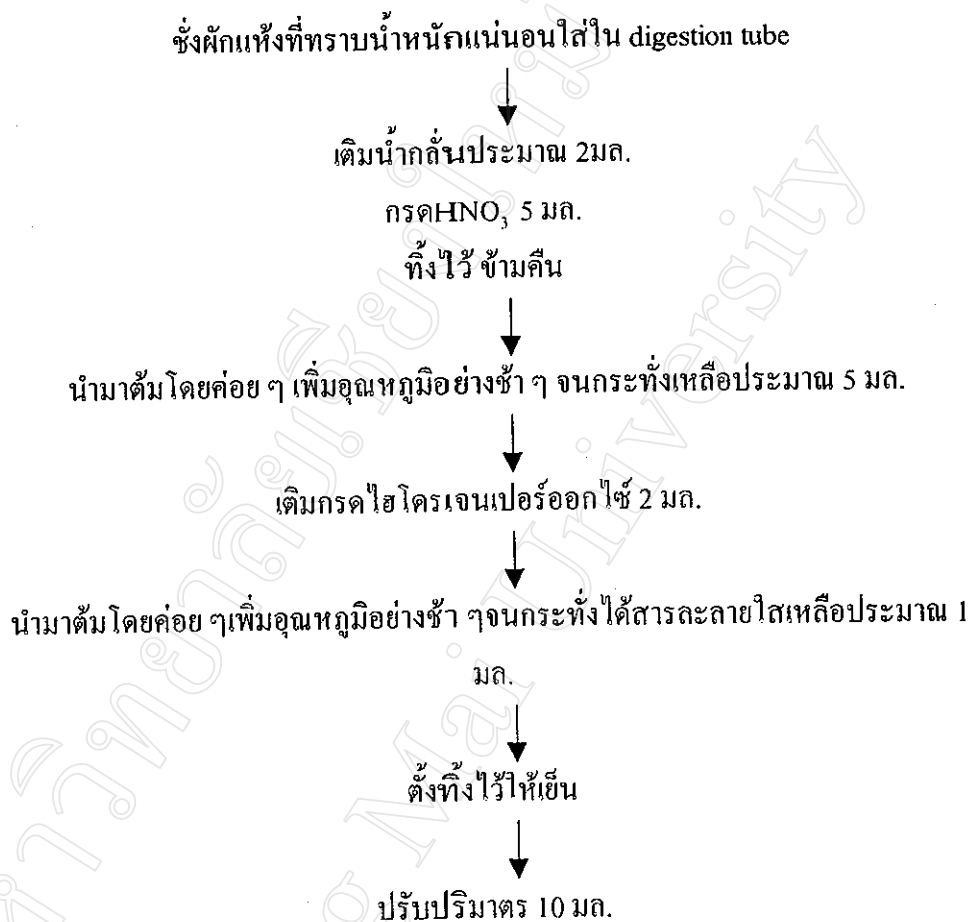 ชั่งผักแห้งที่ทราบน้ำหนักแน่นอนใส่ใน digestion tube
เติมน้ำกลั่นประมาณ 2มล.
กรดHNO₃ 5 มล.
ทิ้งไว้ ข้ามคืน
นำมาต้มโดยค่อย ๆ เพิ่มอุณหภูมิอย่างช้า ๆ จนกระทั่งเหลือประมาณ 5 มล.
เติมกรดไฮโดรเจนเปอร์ออกไซ์ 2 มล.
นำมาต้มโดยค่อย ๆเพิ่มอุณหภูมิอย่างช้า ๆจนกระทั่งได้สารละลายใสเหลือประมาณ 1
มล.
ตั้งทิ้งไว้ให้เย็น
ปรับปริมาตร 10 มล.